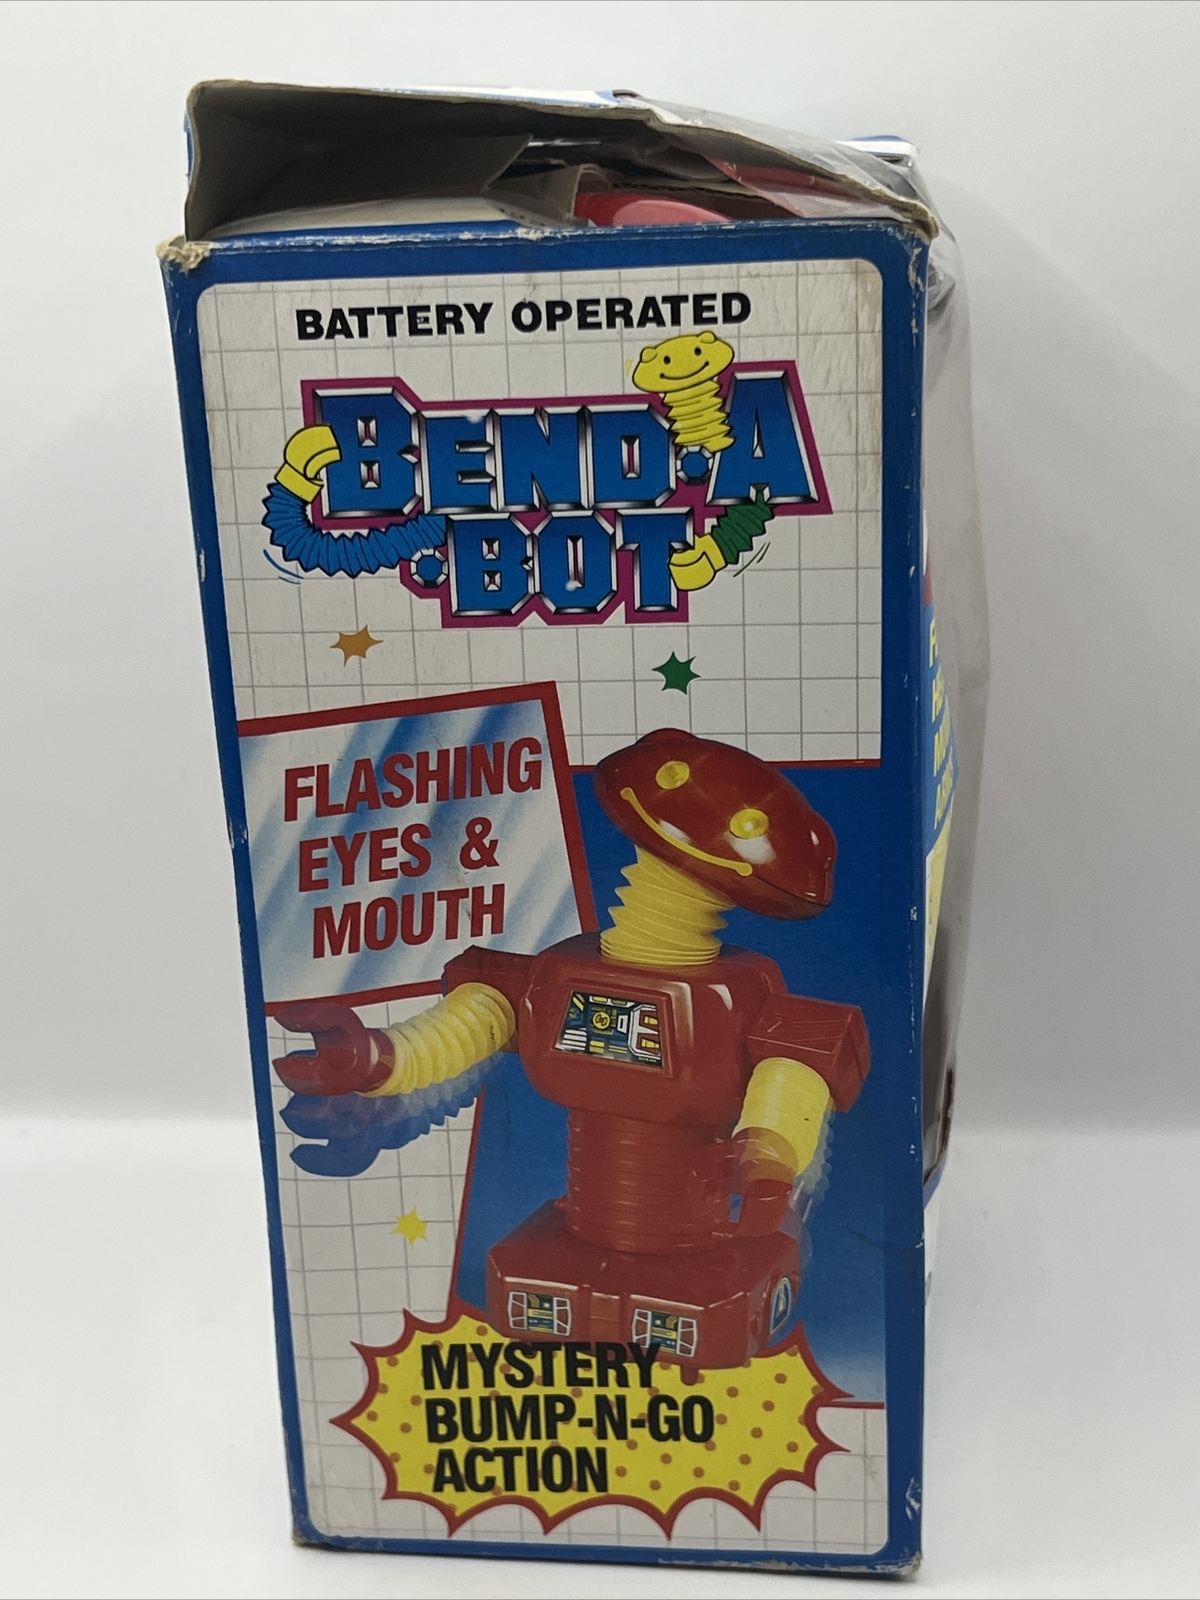 BATTERY OPERATED
BEND·A
·BOT
FLASHING
EYES &
MOUTH
MYSTERY
BUMP-N-GO
ACTION